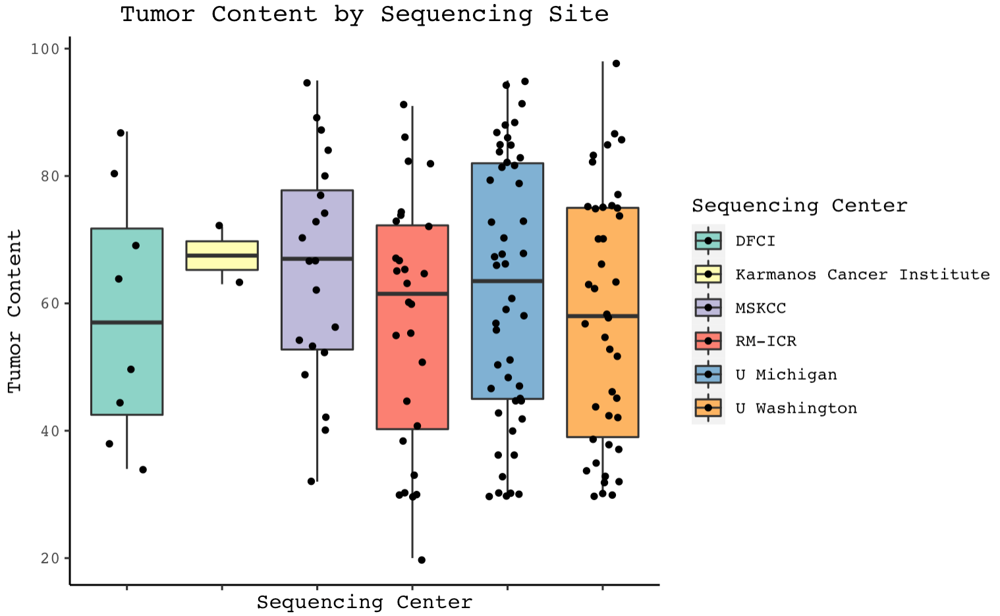 Tumor Content by Sequencing Site
100
80
60
40
20
Tumor Content
Sequencing Center
Sequencing Center
DFCI
Karmanos Cancer Institute
MSKCC
RM-ICR
U Michigan
U Washington